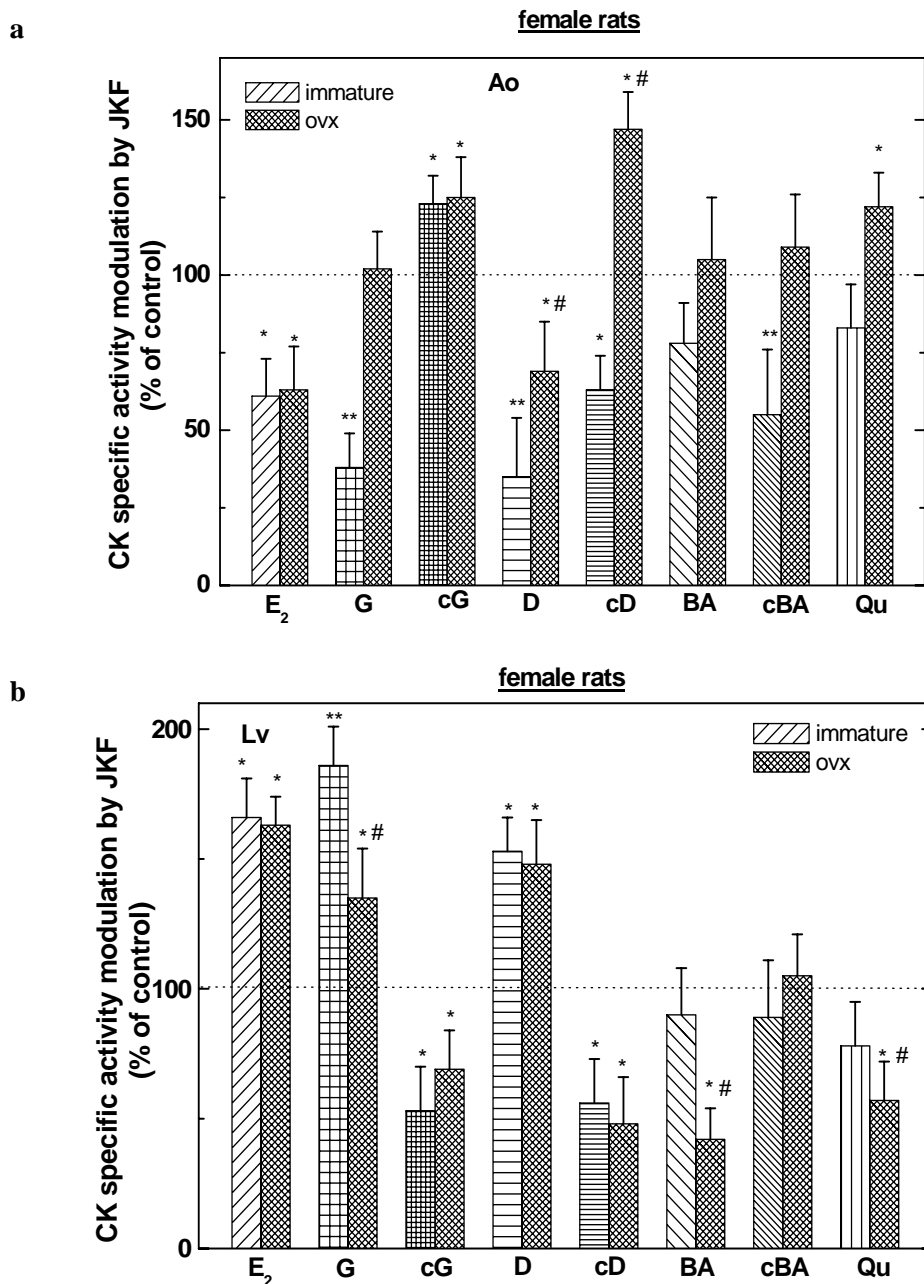 a
female rats
Ao
immature
ovx
CK specific activity modulation by JKF
(% of control)
150
100
50
0
* * ** * * ** * # * * # ** *
E₂ G cG D cD BA cBA Qu
b
female rats
Lv
immature
ovx
CK specific activity modulation by JKF
(% of control)
200
100
0
* * ** * # * * * * * * * # * #
E₂ G cG D cD BA cBA Qu